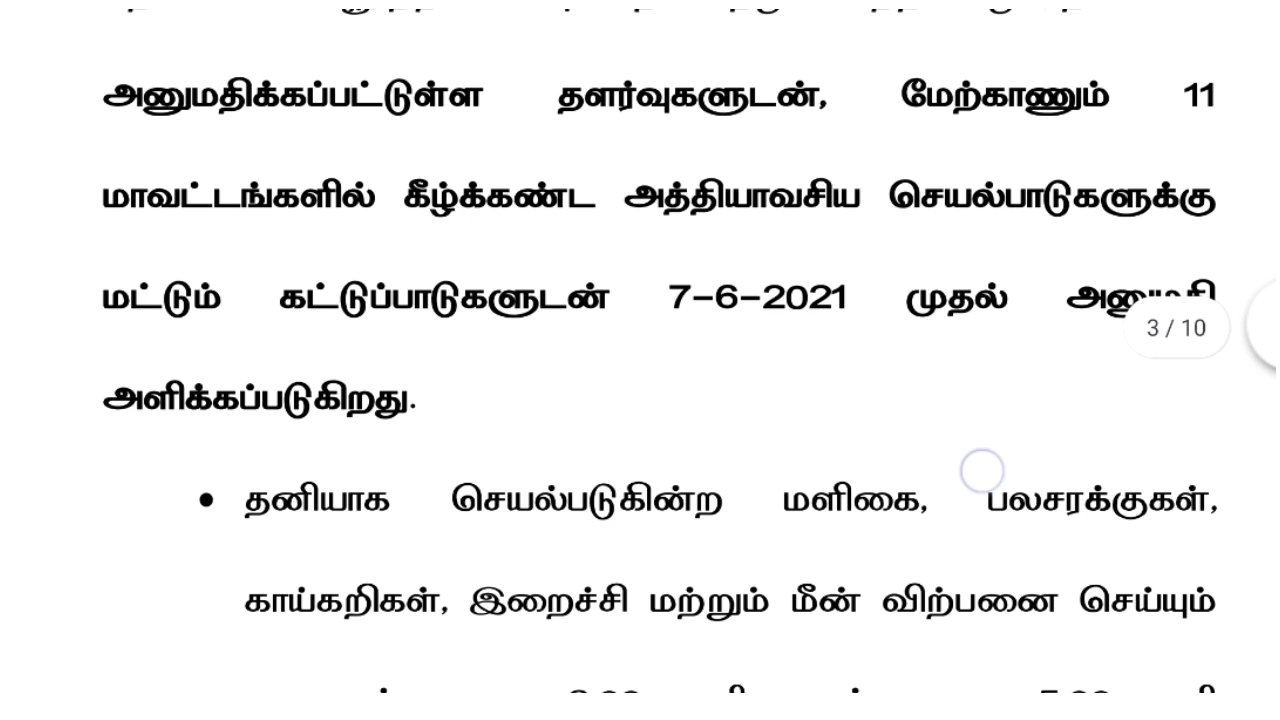 அனுமதிக்கப்பட்டுள்ள தளர்வுகளுடன், மேற்காணும் 11
மாவட்டங்களில் கீழ்க்கண்ட அத்தியாவசிய செயல்பாடுகளுக்கு
மட்டும் கட்டுப்பாடுகளுடன் 7-6-2021 முதல் அனுமதி
3 / 10
அளிக்கப்படுகிறது.
• தனியாக செயல்படுகின்ற மளிகை, பலசரக்குகள்,
காய்கறிகள், இறைச்சி மற்றும் மீன் விற்பனை செய்யும்